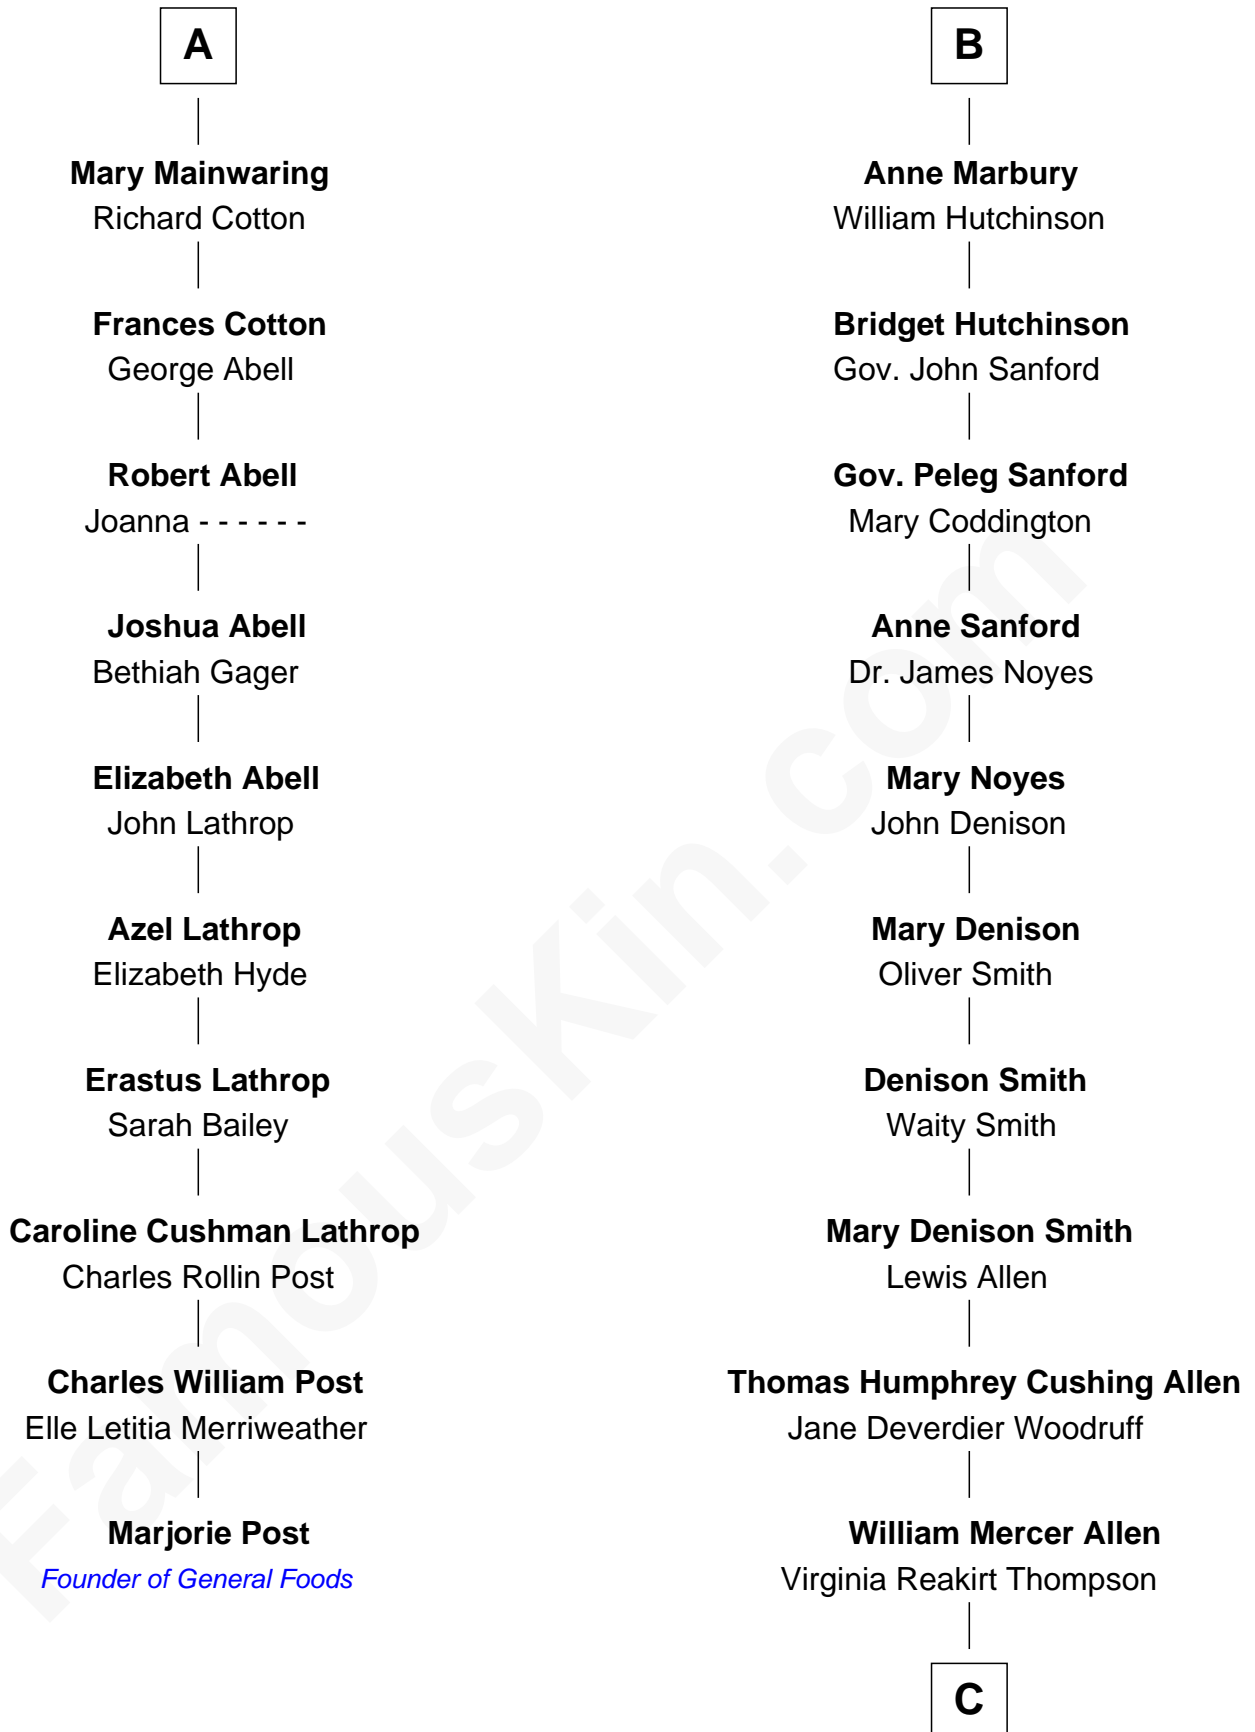 A
Mary Mainwaring
Richard Cotton
Frances Cotton
George Abell
Robert Abell
Joanna - - - - - -
Joshua Abell
Bethiah Gager
Elizabeth Abell
John Lathrop
Azel Lathrop
Elizabeth Hyde
Erastus Lathrop
Sarah Bailey
Caroline Cushman Lathrop
Charles Rollin Post
Charles William Post
Elle Letitia Merriweather
Marjorie Post
Founder of General Foods
B
Anne Marbury
William Hutchinson
Bridget Hutchinson
Gov. John Sanford
Gov. Peleg Sanford
Mary Coddington
Anne Sanford
Dr. James Noyes
Mary Noyes
John Denison
Mary Denison
Oliver Smith
Denison Smith
Waity Smith
Mary Denison Smith
Lewis Allen
Thomas Humphrey Cushing Allen
Jane Deverdier Woodruff
William Mercer Allen
Virginia Reakirt Thompson
C
FamousKin.com